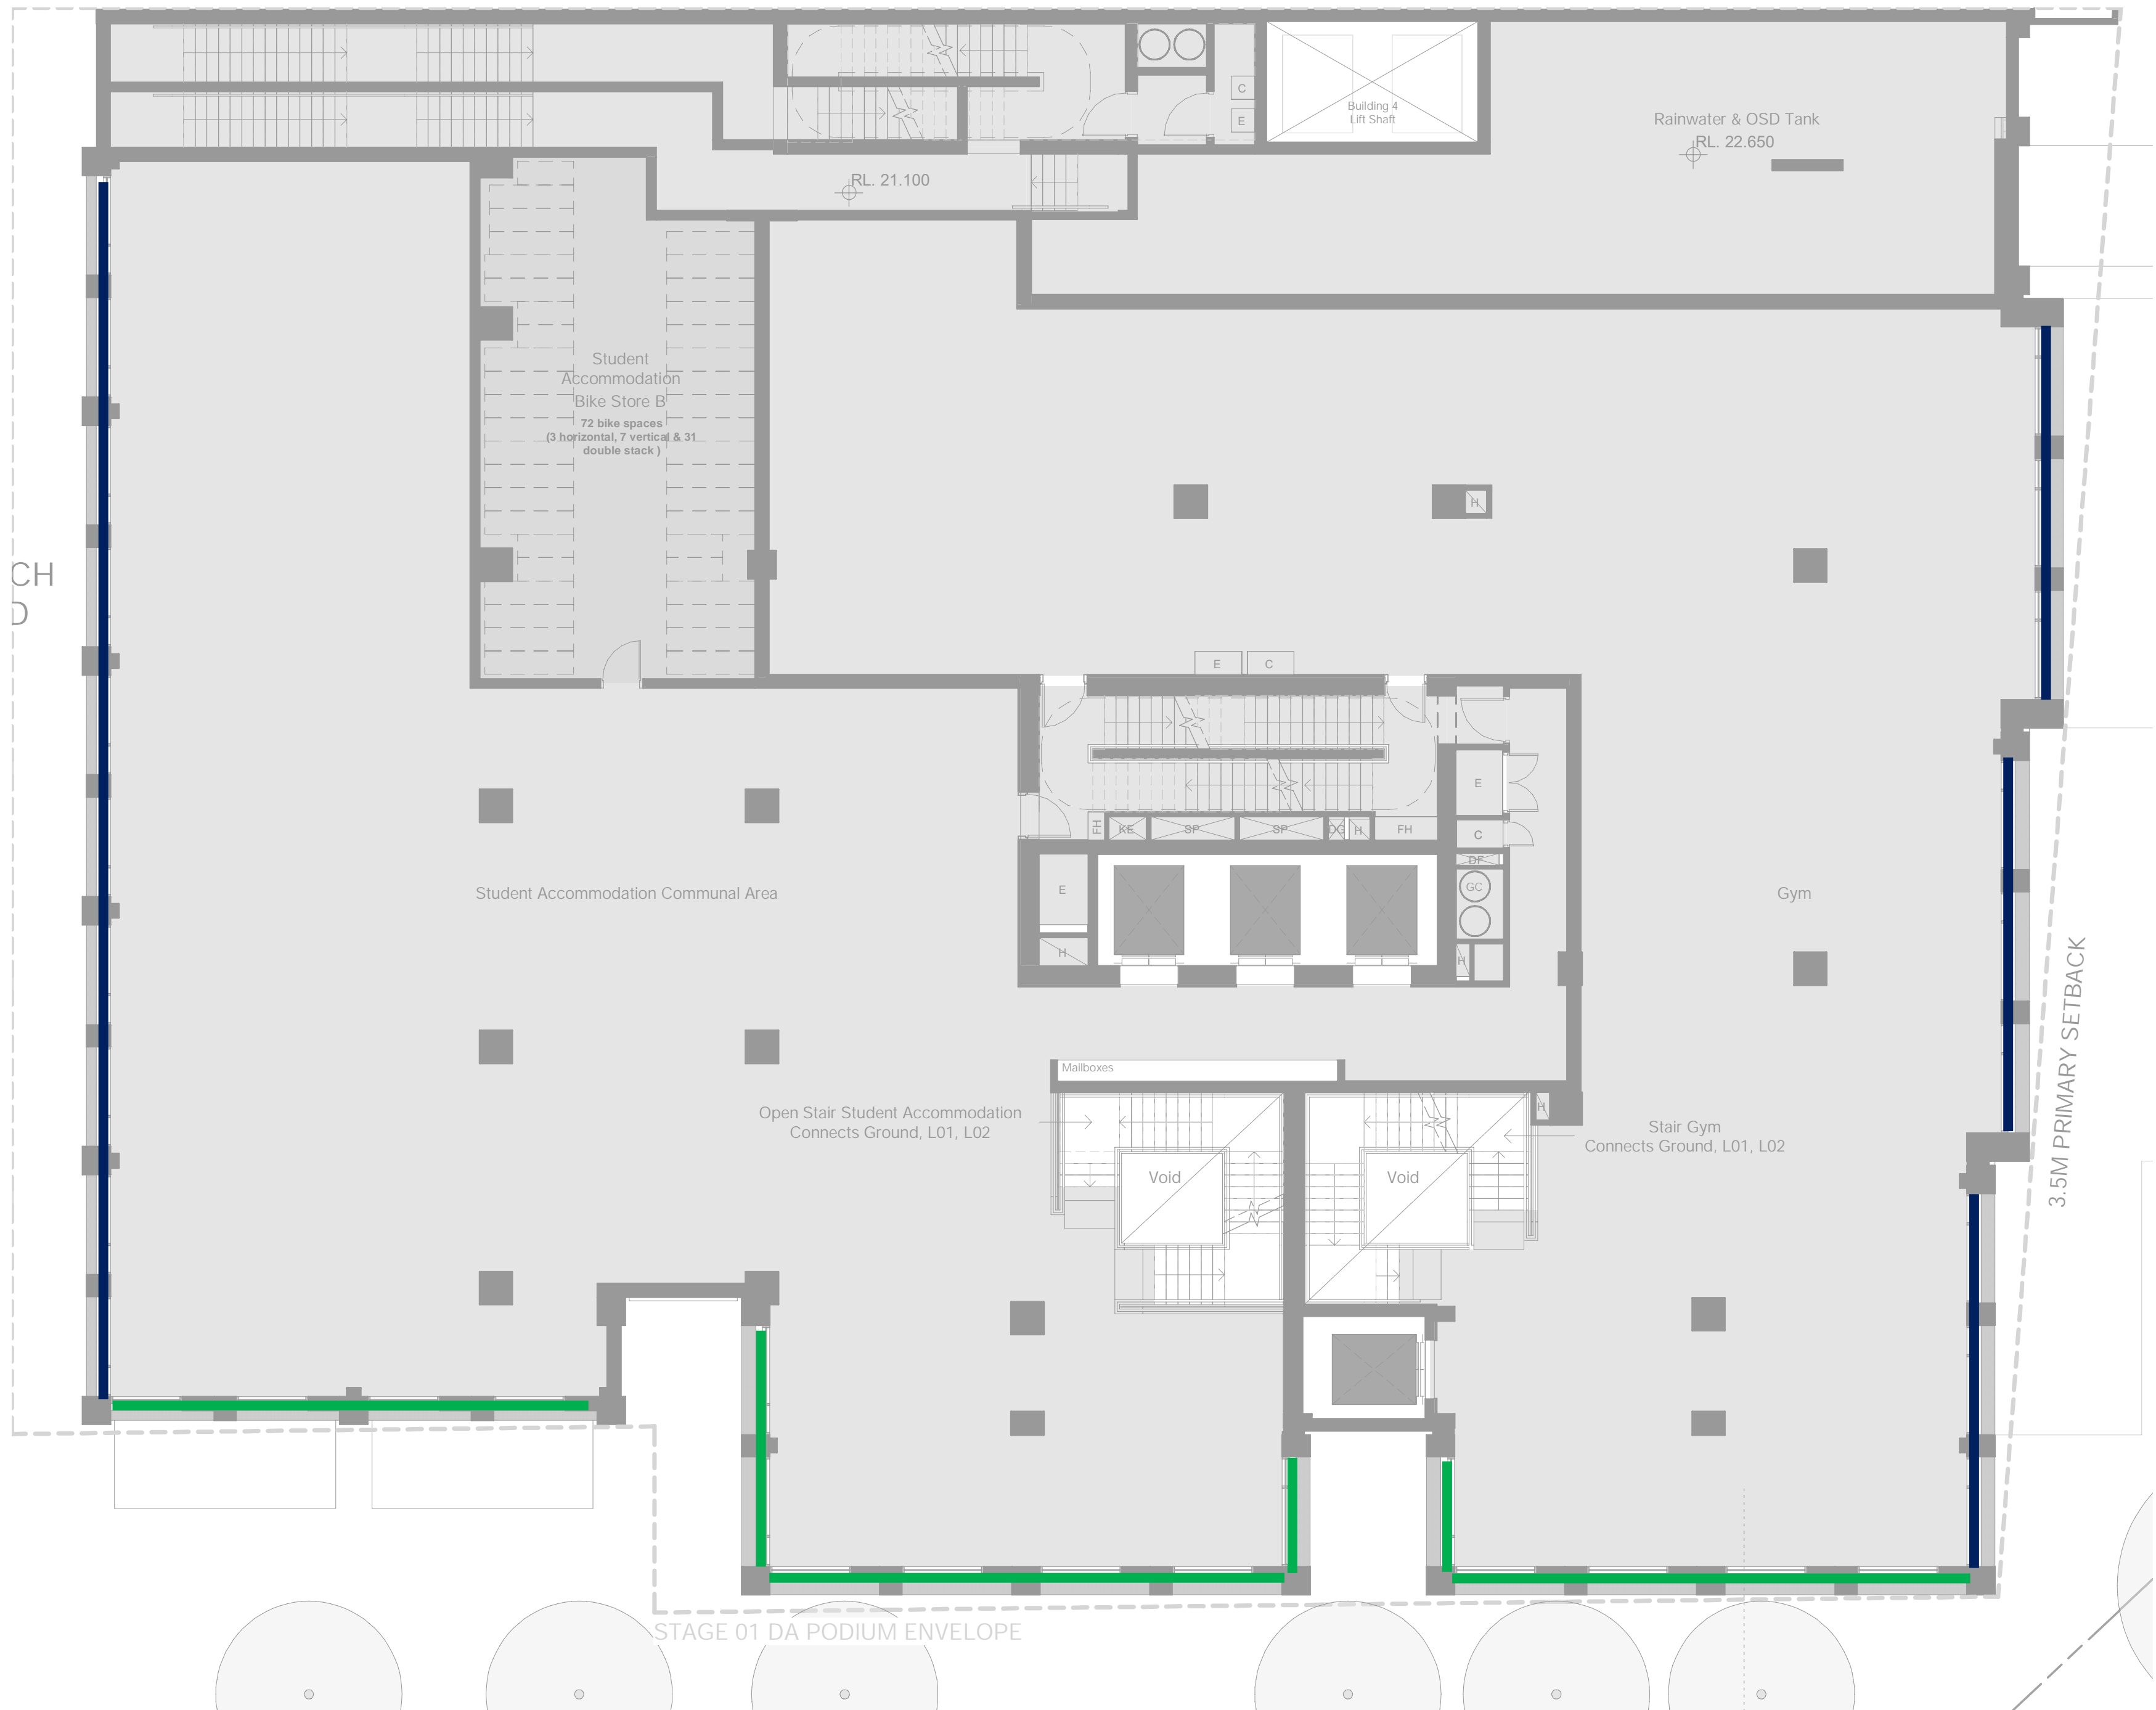 C
E
Building 4
Lift Shaft
Rainwater & OSD Tank
RL. 22.650
RL. 21.100
Student
Accommodation
Bike Store B
72 bike spaces
(3 horizontal, 7 vertical & 31
double stack )
H
CH
D
E
C
E
FH
KE
SP
SP
DG
H
FH
C
DF
E
GC
H
H
Student Accommodation Communal Area
Gym
3.5M PRIMARY SETBACK
Mailboxes
Open Stair Student Accommodation
Connects Ground, L01, L02
H
Stair Gym
Connects Ground, L01, L02
Void
Void
STAGE 01 DA PODIUM ENVELOPE